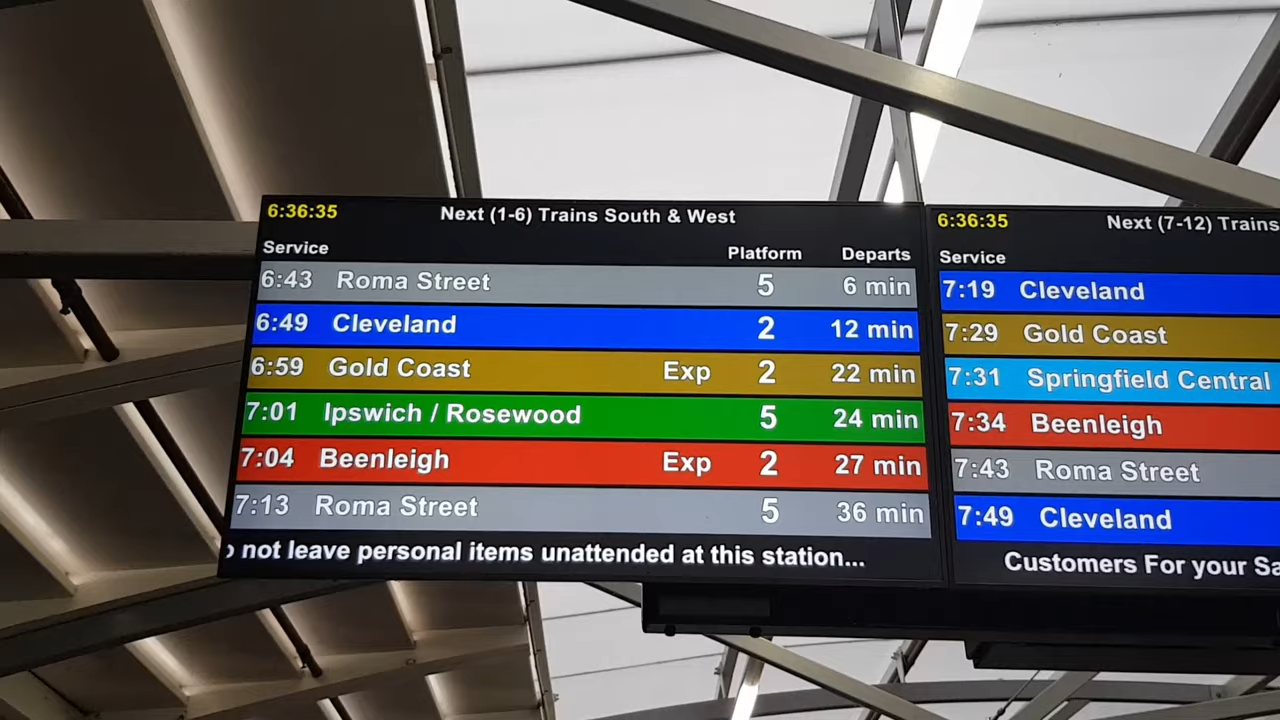 6:36:35 Next (1-6) Trains South & West
Service Platform Departs
6:43 Roma Street 5 6 min
6:49 Cleveland 2 12 min
6:59 Gold Coast Exp 2 22 min
7:01 Ipswich / Rosewood 5 24 min
7:04 Beenleigh Exp 2 27 min
7:13 Roma Street 5 36 min
not leave personal items unattended at this station...
6:36:35 Next (7-12) Trains
Service
7:19 Cleveland
7:29 Gold Coast
7:31 Springfield Central
7:34 Beenleigh
7:43 Roma Street
7:49 Cleveland
Customers For your